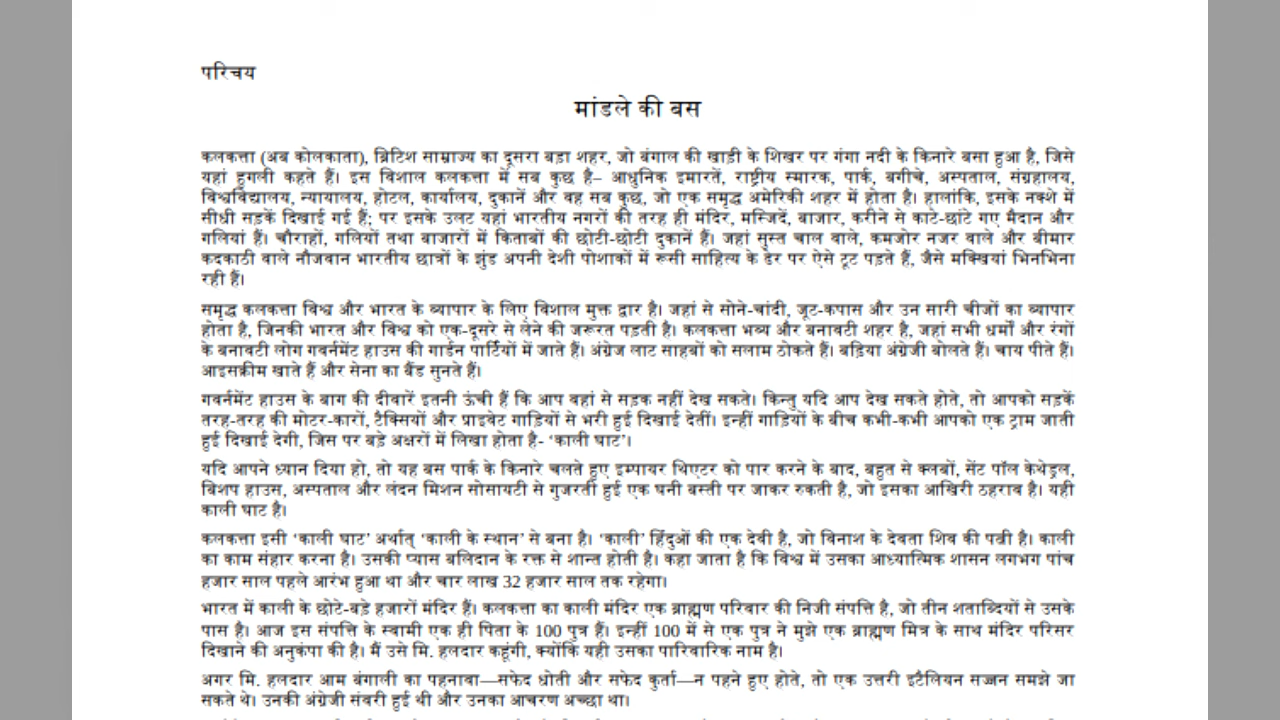 परिचय
मांडले की बस
कलकत्ता (अब कोलकाता), ब्रिटिश साम्राज्य का दूसरा बड़ा शहर, जो बंगाल की खाड़ी के शिखर पर गंगा नदी के किनारे बसा हुआ है, जिसे
यहां हुगली कहते हैं। इस विशाल कलकत्ता में सब कुछ है– आधुनिक इमारतें, राष्ट्रीय स्मारक, पार्क, बगीचे, अस्पताल, संग्रहालय,
विश्वविद्यालय, न्यायालय, होटल, कार्यालय, दुकानें और वह सब कुछ, जो एक समृद्ध अमेरिकी शहर में होता है। हालांकि, इसके नक्शे में
सीधी सड़कें दिखाई गई हैं; पर इसके उलट यहां भारतीय नगरों की तरह ही मंदिर, मस्जिदें, बाजार, करीने से काटे-छांटे गए मैदान और
गलियां हैं। चौराहों, गलियों तथा बाजारों में किताबों की छोटी-छोटी दुकानें हैं। जहां सुस्त चाल वाले, कमजोर नजर वाले और बीमार
कदकाठी वाले नौजवान भारतीय छात्रों के झुंड अपनी देशी पोशाकों में रूसी साहित्य के ढेर पर ऐसे टूट पड़ते हैं, जैसे मक्खियां भिनभिना
रही हैं।
समृद्ध कलकत्ता विश्व और भारत के व्यापार के लिए विशाल मुक्त द्वार है। जहां से सोने-चांदी, जूट-कपास और उन सारी चीजों का व्यापार
होता है, जिनकी भारत और विश्व को एक-दूसरे से लेने की जरूरत पड़ती है। कलकत्ता भव्य और बनावटी शहर है, जहां सभी धर्मों और रंगों
के बनावटी लोग गवर्नमेंट हाउस की गार्डन पार्टियों में जाते हैं। अंग्रेज लाट साहबों को सलाम ठोकते हैं। बढ़िया अंग्रेजी बोलते हैं। चाय पीते हैं।
आइसक्रीम खाते हैं और सेना का बैंड सुनते हैं।
गवर्नमेंट हाउस के बाग की दीवारें इतनी ऊंची हैं कि आप वहां से सड़क नहीं देख सकते। किन्तु यदि आप देख सकते होते, तो आपको सड़कें
तरह-तरह की मोटर-कारों, टैक्सियों और प्राइवेट गाड़ियों से भरी हुई दिखाई देतीं। इन्हीं गाड़ियों के बीच कभी-कभी आपको एक ट्राम जाती
हुई दिखाई देगी, जिस पर बड़े अक्षरों में लिखा होता है- ‘काली घाट’।
यदि आपने ध्यान दिया हो, तो यह बस पार्क के किनारे चलते हुए इम्पायर थिएटर को पार करने के बाद, बहुत से क्लबों, सेंट पॉल केथेड्रल,
बिशप हाउस, अस्पताल और लंदन मिशन सोसायटी से गुजरती हुई एक घनी बस्ती पर जाकर रुकती है, जो इसका आखिरी ठहराव है। यही
काली घाट है।
कलकत्ता इसी ‘काली घाट’ अर्थात् ‘काली के स्थान’ से बना है। ‘काली’ हिंदुओं की एक देवी है, जो विनाश के देवता शिव की पत्नी है। काली
का काम संहार करना है। उसकी प्यास बलिदान के रक्त से शान्त होती है। कहा जाता है कि विश्व में उसका आध्यात्मिक शासन लगभग पांच
हजार साल पहले आरंभ हुआ था और चार लाख 32 हजार साल तक रहेगा।
भारत में काली के छोटे-बड़े हजारों मंदिर हैं। कलकत्ता का काली मंदिर एक ब्राह्मण परिवार की निजी संपत्ति है, जो तीन शताब्दियों से उसके
पास है। आज इस संपत्ति के स्वामी एक ही पिता के 100 पुत्र हैं। इन्हीं 100 में से एक पुत्र ने मुझे एक ब्राह्मण मित्र के साथ मंदिर परिसर
दिखाने की अनुकंपा की है। मैं उसे मि. हलदार कहूंगी, क्योंकि यही उसका पारिवारिक नाम है।
अगर मि. हलदार आम बंगाली का पहनावा—सफेद धोती और सफेद कुर्ता—न पहने हुए होते, तो एक उत्तरी इटैलियन सज्जन समझे जा
सकते थे। उनकी अंग्रेजी संवरी हुई थी और उनका आचरण अच्छा था।